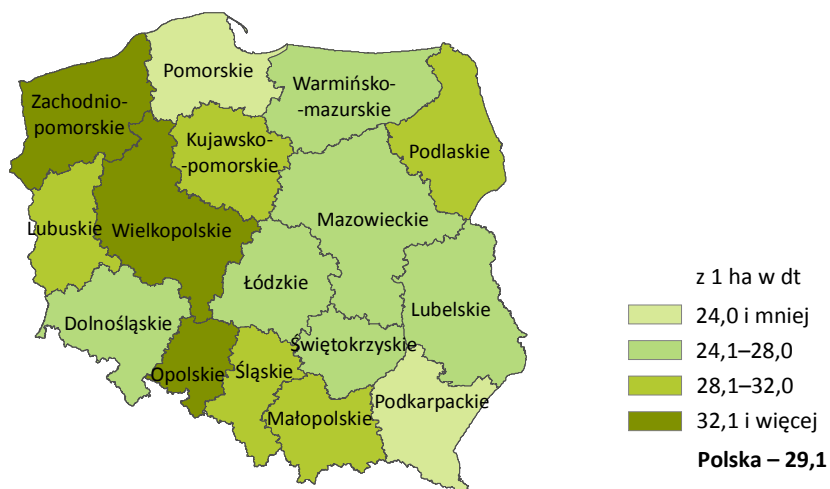 Pomorskie
Warmińsko-
-mazurskie
Zachodnio-
pomorskie
Kujawsko-
-pomorskie
Podlaskie
Lubuskie
Wielkopolskie
Mazowieckie
Łódzkie
Lubelskie
Dolnośląskie
Świętokrzyskie
Opolskie
Śląskie
Małopolskie
Podkarpackie
z 1 ha w dt
24,0 i mniej
24,1–28,0
28,1–32,0
32,1 i więcej
Polska – 29,1